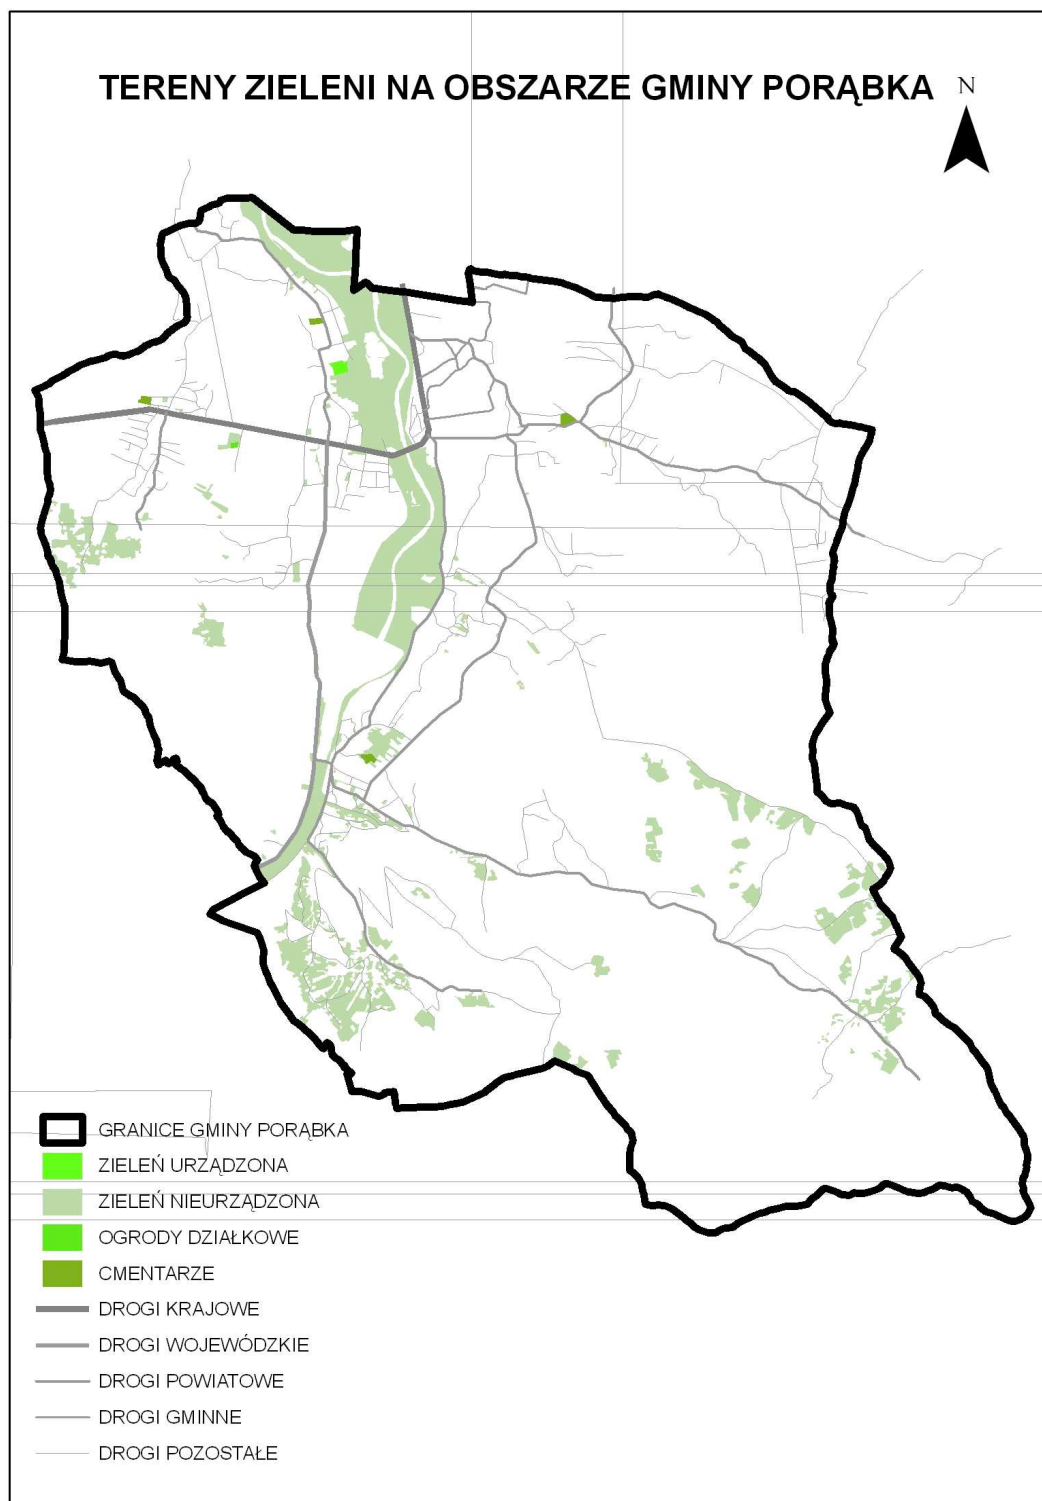 TERENY ZIELENI NA OBSZARZE GMINY PORĄBKA
N
GRANICE GMINY PORĄBKA
ZIELEŃ URZĄDZONA
ZIELEŃ NIEURZĄDZONA
OGRODY DZIAŁKOWE
CMENTARZE
DROGI KRAJOWE
DROGI WOJEWÓDZKIE
DROGI POWIATOWE
DROGI GMINNE
DROGI POZOSTAŁE